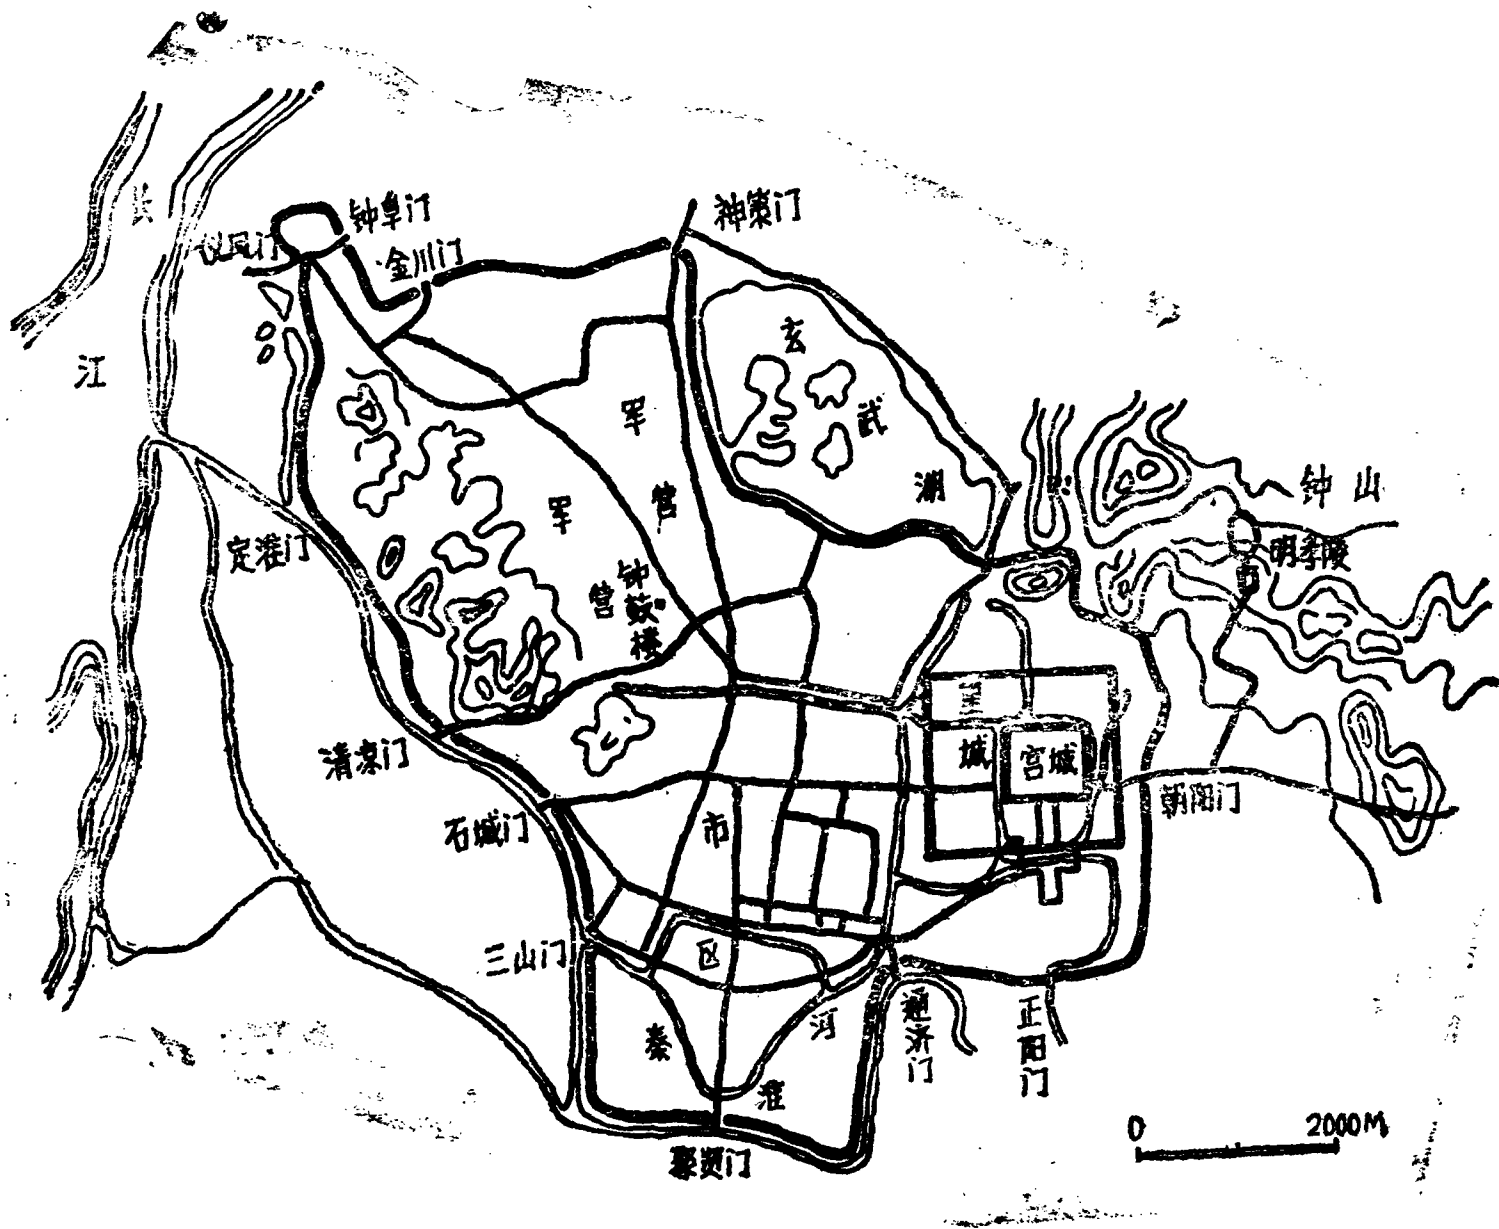 长
江
仪凤门
钟阜门
金川门
神策门
玄
武
湖
军
营
军
营
钟
鼓
楼
定淮门
钟山
明孝陵
皇
城
宫城
朝阳门
清凉门
石城门
市
区
三山门
秦
淮
河
通
济
门
正
阳
门
聚贤门
0 2000M